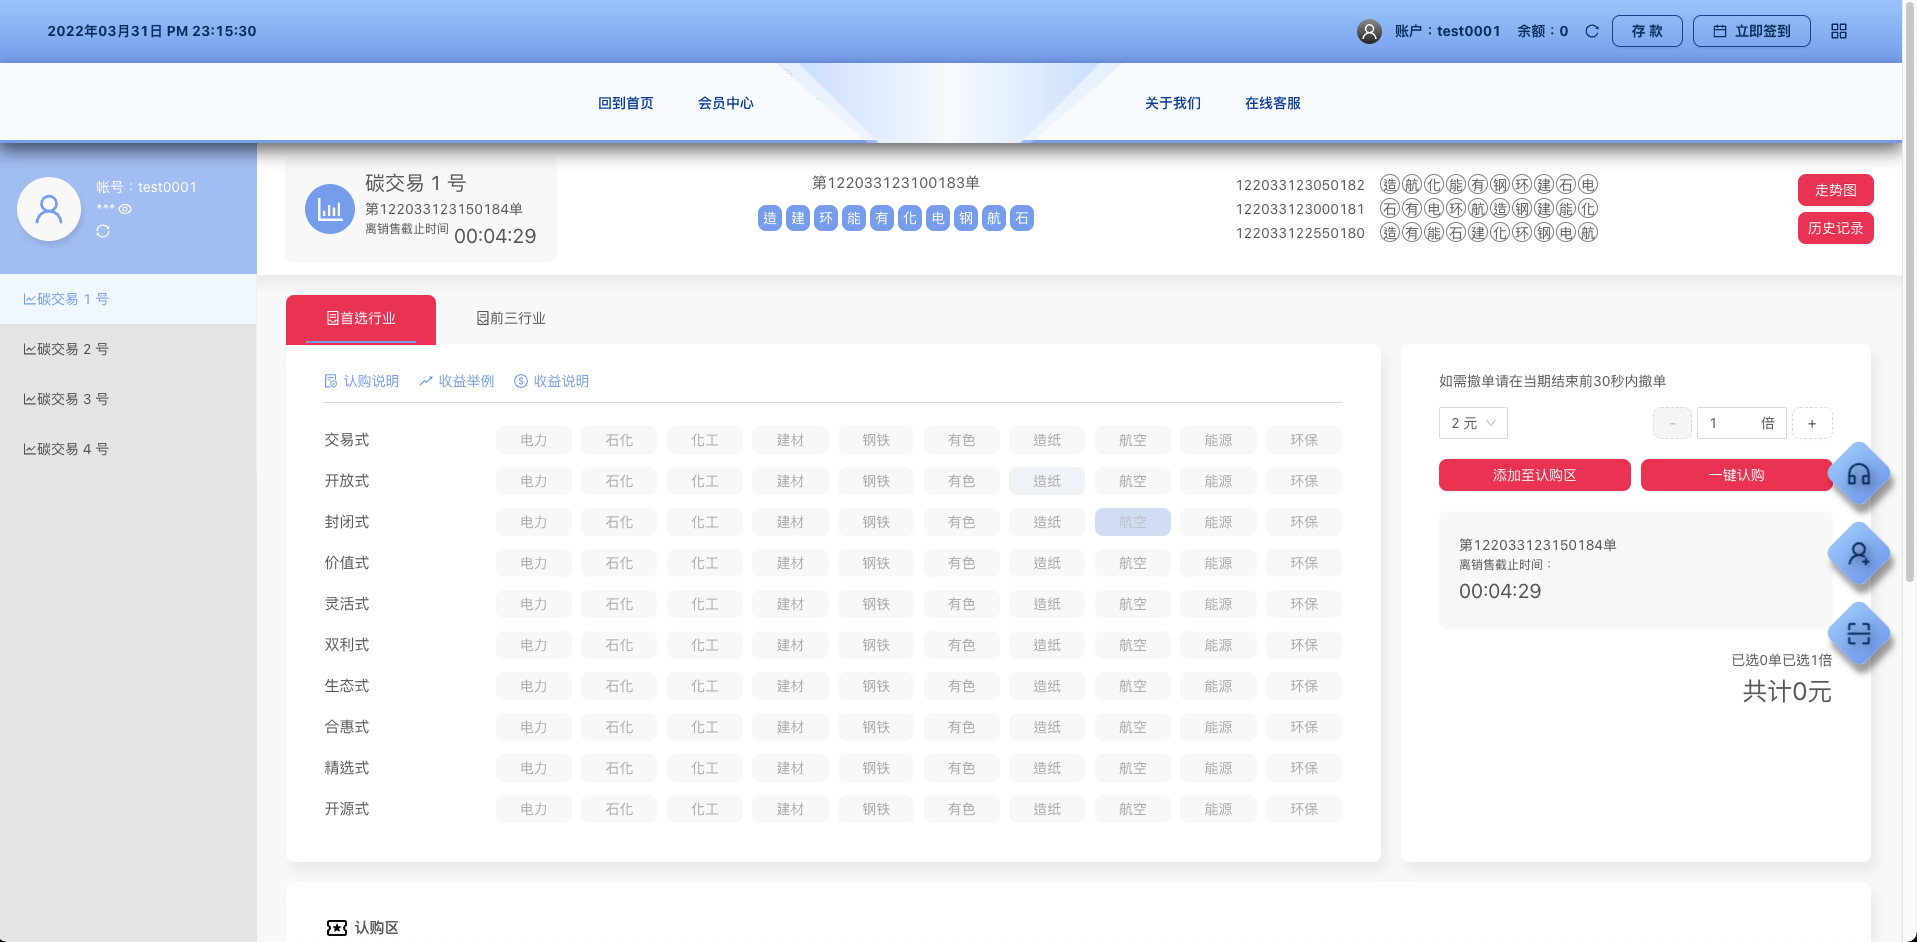 2022年03月31日 PM 23:15:30
账户：test0001 余额：0 存 款 立即签到
回到首页 会员中心 关于我们 在线客服
帐号：test0001
***
碳交易 1 号
碳交易 2 号
碳交易 3 号
碳交易 4 号
碳交易 1 号
第122033123150184单
离销售截止时间 00:04:29
第122033123100183单
造 建 环 能 有 化 电 钢 航 石
122033123050182 造 航 化 能 有 钢 环 建 石 电
122033123000181 石 有 电 环 航 造 钢 建 能 化
122033122550180 造 有 能 石 建 化 环 钢 电 航
走势图
历史记录
首选行业 前三行业
认购说明 收益举例 收益说明
交易式 电力 石化 化工 建材 钢铁 有色 造纸 航空 能源 环保
开放式 电力 石化 化工 建材 钢铁 有色 造纸 航空 能源 环保
封闭式 电力 石化 化工 建材 钢铁 有色 造纸 航空 能源 环保
价值式 电力 石化 化工 建材 钢铁 有色 造纸 航空 能源 环保
灵活式 电力 石化 化工 建材 钢铁 有色 造纸 航空 能源 环保
双利式 电力 石化 化工 建材 钢铁 有色 造纸 航空 能源 环保
生态式 电力 石化 化工 建材 钢铁 有色 造纸 航空 能源 环保
合惠式 电力 石化 化工 建材 钢铁 有色 造纸 航空 能源 环保
精选式 电力 石化 化工 建材 钢铁 有色 造纸 航空 能源 环保
开源式 电力 石化 化工 建材 钢铁 有色 造纸 航空 能源 环保
如需撤单请在当期结束前30秒内撤单
2 元 - 1 倍 +
添加至认购区 一键认购
第122033123150184单
离销售截止时间：
00:04:29
已选0单已选1倍
共计0元
认购区